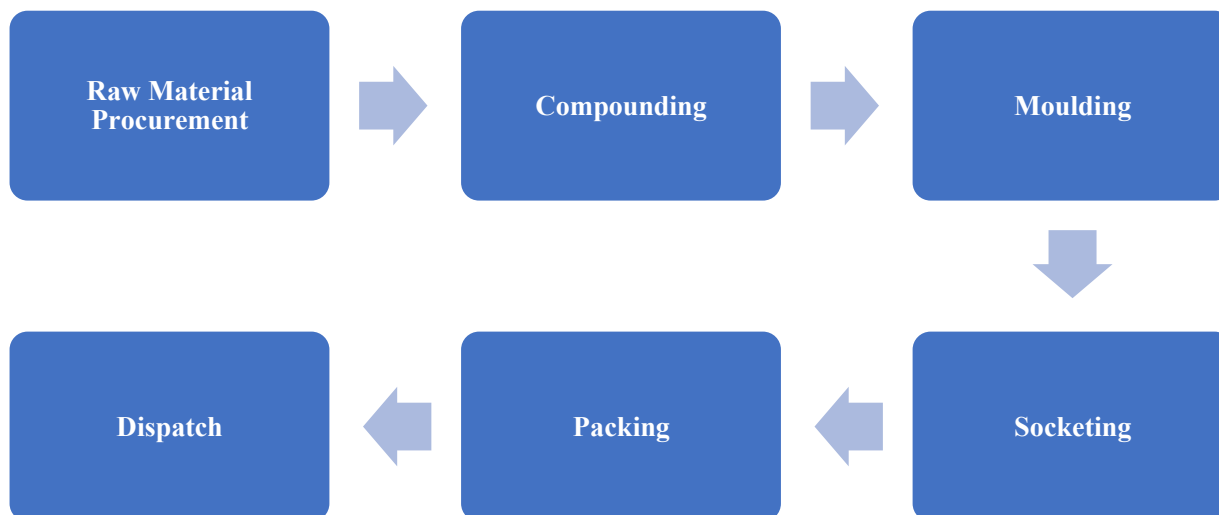 Raw Material
Procurement
Compounding
Moulding
Socketing
Packing
Dispatch